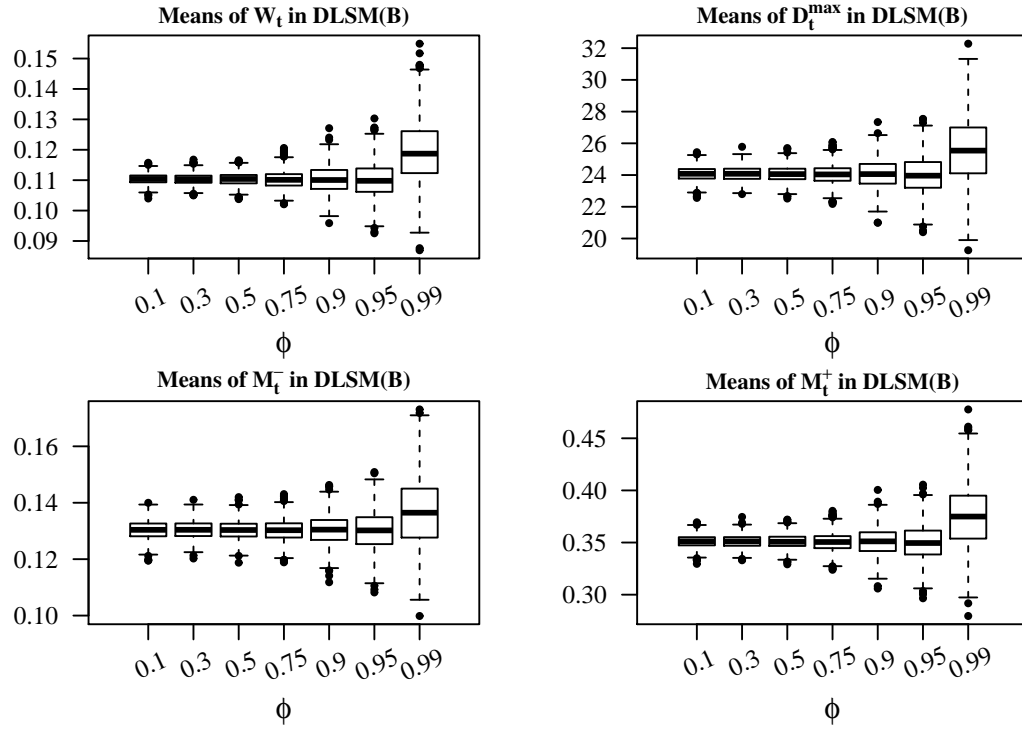 Means of W_t in DLSM(B)
0.15
0.14
0.13
0.12
0.11
0.10
0.09
0.1 0.3 0.5 0.75 0.9 0.95 0.99
ϕ
Means of D_t^max in DLSM(B)
32
30
28
26
24
22
20
0.1 0.3 0.5 0.75 0.9 0.95 0.99
ϕ
Means of M_t^− in DLSM(B)
0.16
0.14
0.12
0.10
0.1 0.3 0.5 0.75 0.9 0.95 0.99
ϕ
Means of M_t^+ in DLSM(B)
0.45
0.40
0.35
0.30
0.1 0.3 0.5 0.75 0.9 0.95 0.99
ϕ